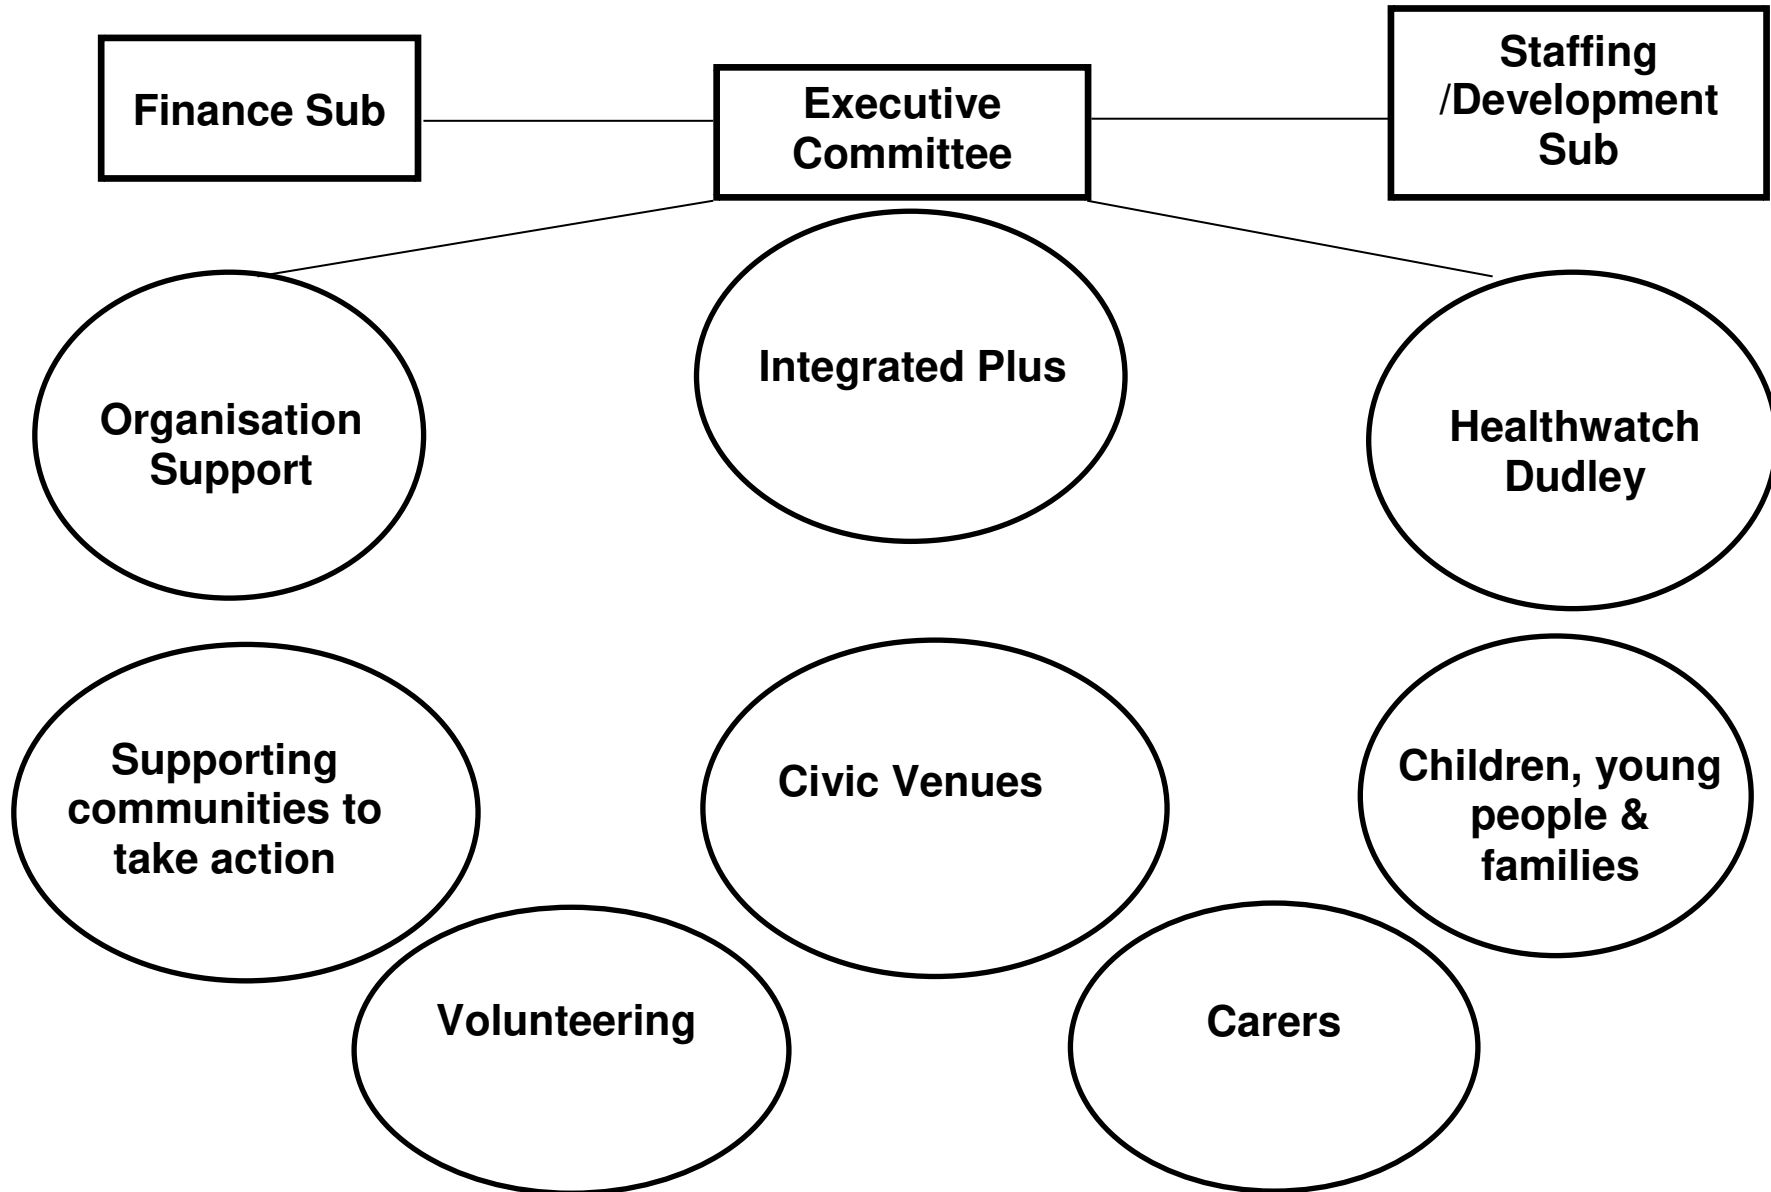 Finance Sub
Executive
Committee
Staffing
/Development
Sub
Organisation
Support
Integrated Plus
Healthwatch
Dudley
Supporting
communities to
take action
Civic Venues
Children, young
people &
families
Volunteering
Carers